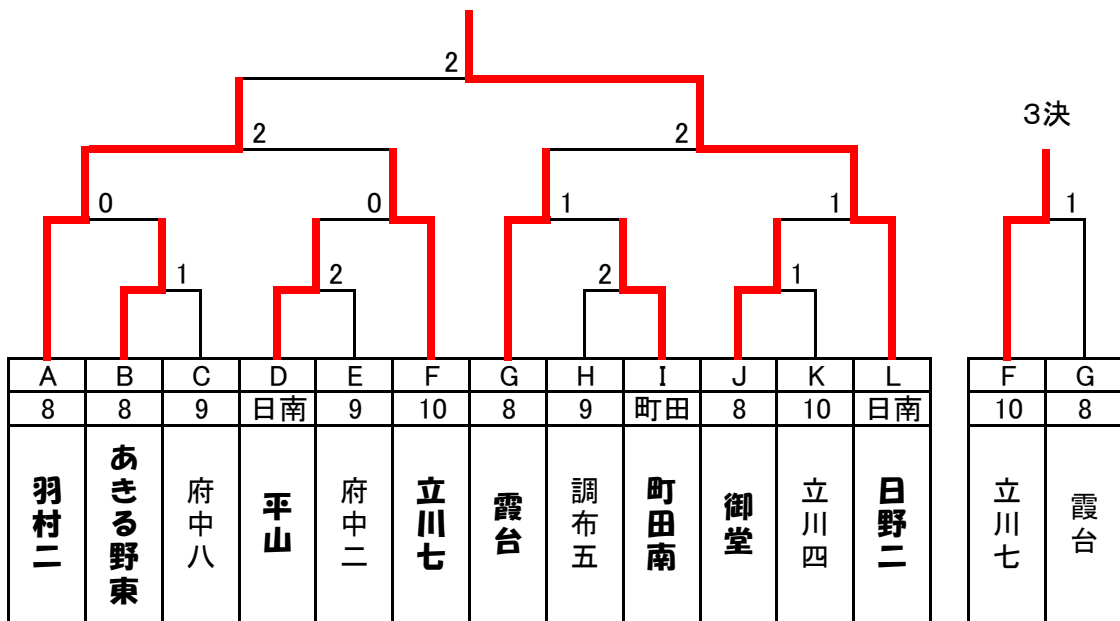 2
3決
2
2
0
0
1
1
1
1
2
2
1
A B C D E F G H I J K L F G
8 8 9 日南 9 10 8 9 町田 8 10 日南 10 8
羽村二
あきる野東
府中八
平山
府中二
立川七
霞台
調布五
町田南
御堂
立川四
日野二
立川七
霞台